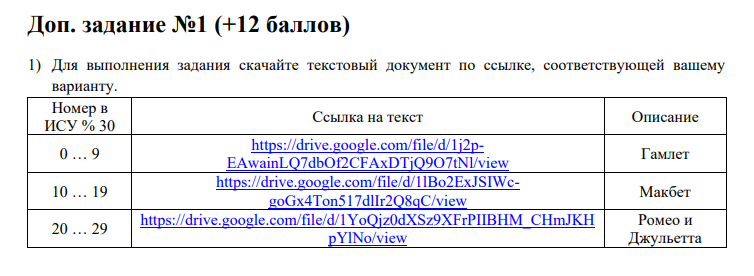 Доп. задание №1 (+12 баллов)
1) Для выполнения задания скачайте текстовый документ по ссылке, соответствующей вашему
варианту.
Номер в
ИСУ % 30
Ссылка на текст
Описание
0 … 9
https://drive.google.com/file/d/1j2p-
EAwainLQ7dbOf2CFAxDTjQ9O7tNl/view
Гамлет
10 … 19
https://drive.google.com/file/d/1lBo2ExJSIWc-
goGx4Ton517dlIr2Q8qC/view
Макбет
20 … 29
https://drive.google.com/file/d/1YoQjz0dXSz9XFrPIIBHM_CHmJKH
pYlNo/view
Ромео и
Джульетта